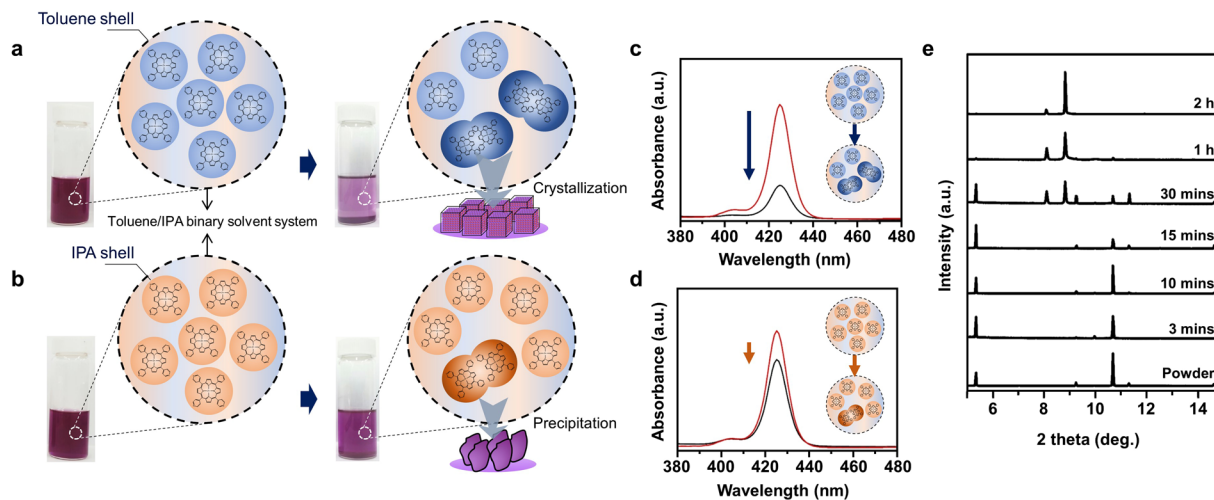 Toluene shell
a
Crystallization
Toluene/IPA binary solvent system
IPA shell
b
Precipitation
c
Absorbance (a.u.)
380 400 420 440 460 480
Wavelength (nm)
d
Absorbance (a.u.)
380 400 420 440 460 480
Wavelength (nm)
e
Intensity (a.u.)
2 h
1 h
30 mins
15 mins
10 mins
3 mins
Powder
6 8 10 12 14
2 theta (deg.)